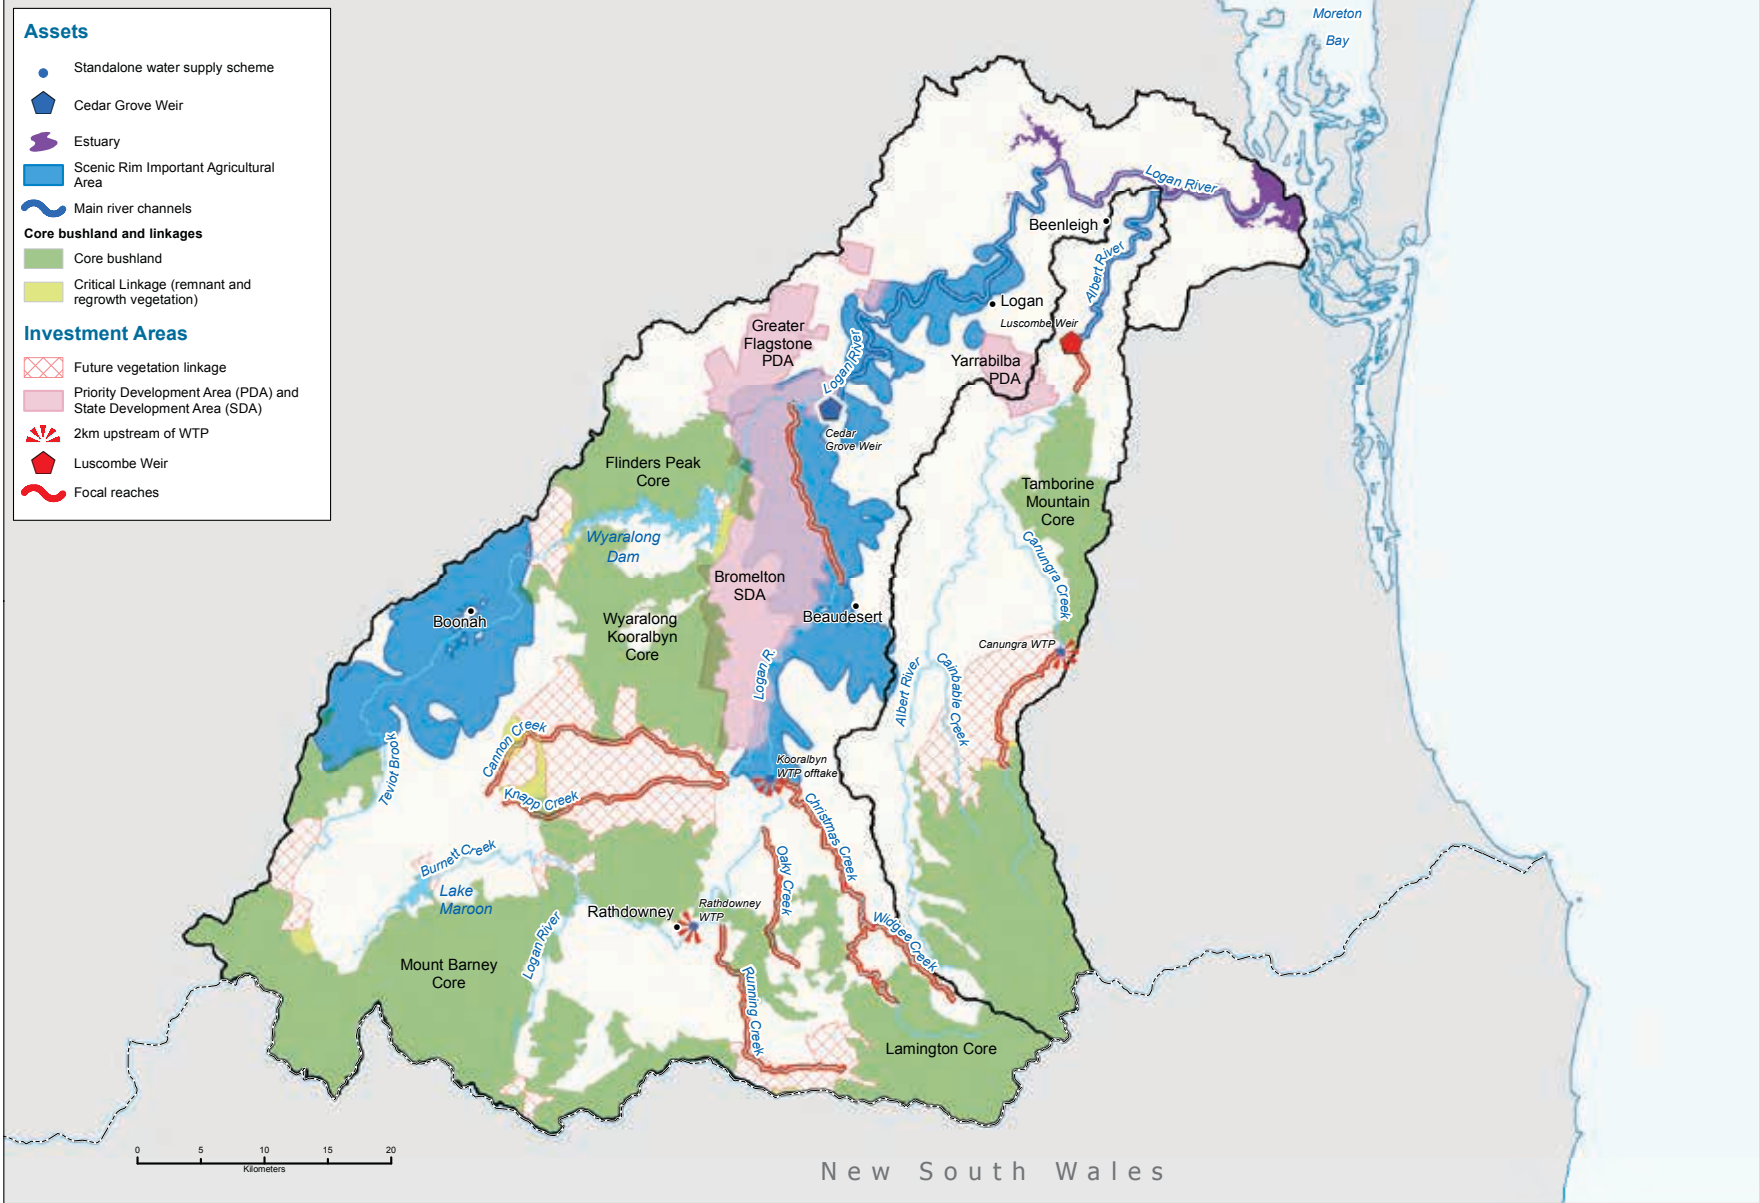 Assets
Standalone water supply scheme
Cedar Grove Weir
Estuary
Scenic Rim Important Agricultural
Area
Main river channels
Core bushland and linkages
Core bushland
Critical Linkage (remnant and
regrowth vegetation)
Investment Areas
Future vegetation linkage
Priority Development Area (PDA) and
State Development Area (SDA)
2km upstream of WTP
Luscombe Weir
Focal reaches
Moreton
Bay
Logan River
Beenleigh
Albert River
Logan
Luscombe Weir
Greater
Flagstone
PDA
Logan River
Yarrabilba
PDA
Cedar
Grove Weir
Flinders Peak
Core
Tamborine
Mountain
Core
Wyaralong
Dam
Canungra Creek
Bromelton
SDA
Boonah
Wyaralong
Kooralbyn
Core
Beaudesert
Canungra WTP
Logan R.
Albert River
Cainbable Creek
Cannon Creek
Teviot Brook
Kooralbyn
WTP offtake
Knapp Creek
Christmas Creek
Burnett Creek
Oaky Creek
Lake
Maroon
Rathdowney
Rathdowney
WTP
Widgee Creek
Logan River
Mount Barney
Core
Running Creek
Lamington Core
0 5 10 15 20
Kilometers
New South Wales